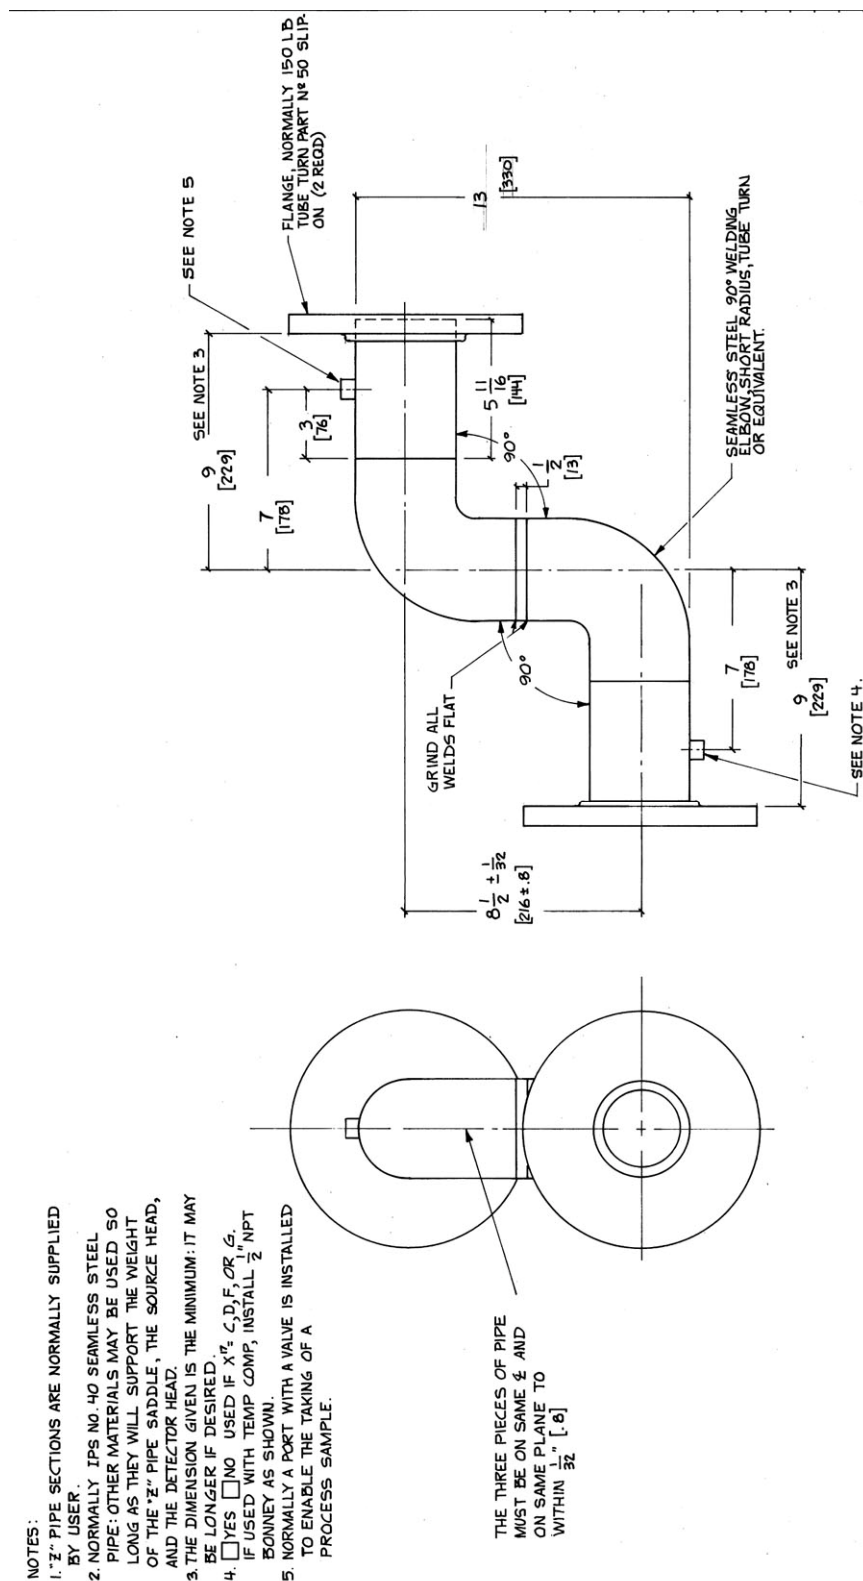 NOTES:
1. "Z" PIPE SECTIONS ARE NORMALLY SUPPLIED
BY USER.
2. NORMALLY IPS NO. 40 SEAMLESS STEEL
PIPE: OTHER MATERIALS MAY BE USED SO
LONG AS THEY WILL SUPPORT THE WEIGHT
OF THE "Z" PIPE SADDLE, THE SOURCE HEAD,
AND THE DETECTOR HEAD.
3. THE DIMENSION GIVEN IS THE MINIMUM: IT MAY
BE LONGER IF DESIRED.
4. □YES □NO USED IF X¹⁷= C,D,F, OR G.
IF USED WITH TEMP COMP, INSTALL 1/2" NPT
BONNEY AS SHOWN.
5. NORMALLY A PORT WITH A VALVE IS INSTALLED
TO ENABLE THE TAKING OF A
PROCESS SAMPLE.
THE THREE PIECES OF PIPE
MUST BE ON SAME ℄ AND
ON SAME PLANE TO
WITHIN 1/32" [.8]
8 1/2 ± 1/32
[216±.8]
GRIND ALL
WELDS FLAT
90°
90°
1/2
[13]
9
[229]
SEE NOTE 3
7
[178]
3
[76]
5 11/16
[144]
SEE NOTE 5
FLANGE, NORMALLY 150 LB
TUBE TURN PART Nº 50 SLIP-
ON (2 REQD)
13
[330]
SEAMLESS STEEL 90° WELDING
ELBOW, SHORT RADIUS, TUBE TURN
OR EQUIVALENT.
7
[178]
9
[229]
SEE NOTE 3
SEE NOTE 4.